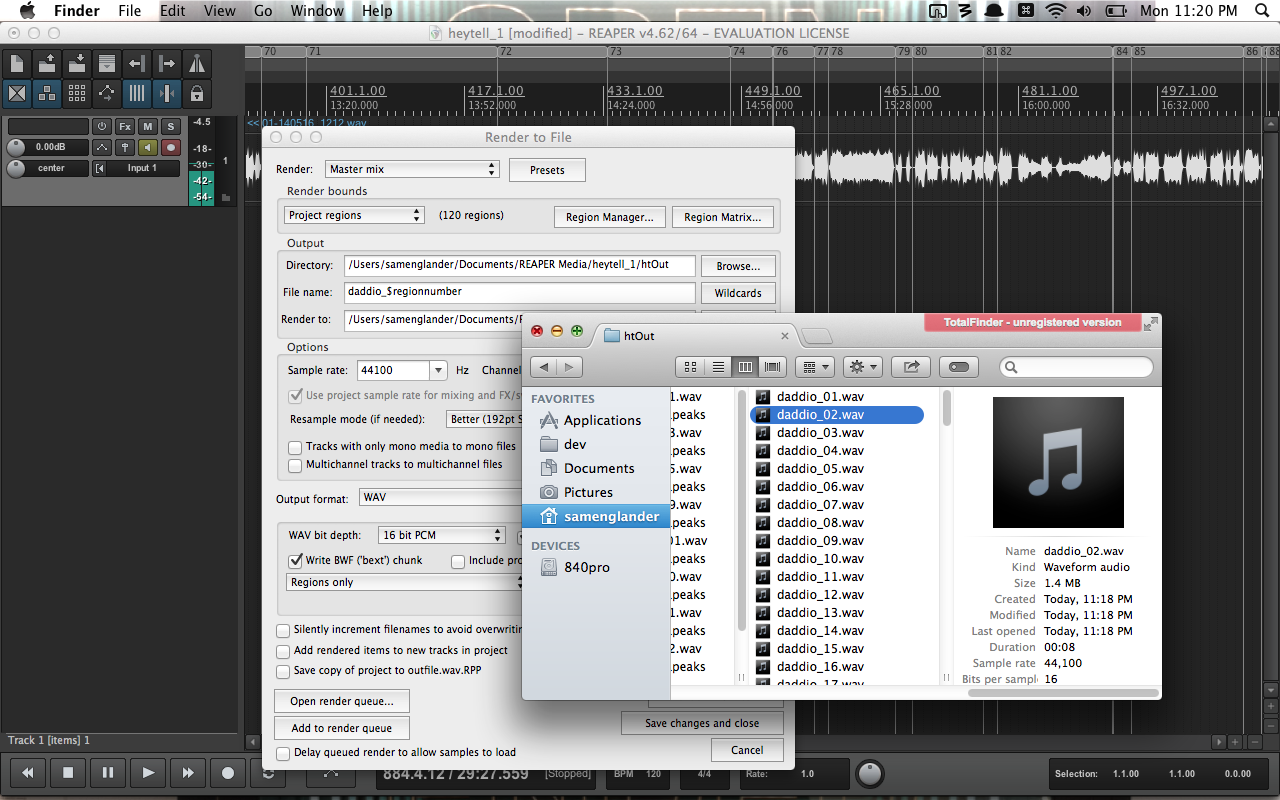 Finder File Edit View Go Window Help Mon 11:20 PM
heytell_1 [modified] – REAPER v4.62/64 – EVALUATION LICENSE
70 71 72 73 74 76 77 78 79 80 81 82 84 85 86 88
401.1.00 417.1.00 433.1.00 449.1.00 465.1.00 481.1.00 497.1.00
13:20.000 13:52.000 14:24.000 14:56.000 15:28.000 16:00.000 16:32.000
<< 01-140516_1212.wav
Fx M S -4.5
0.00dB -18-
-30- 1
center Input 1
-42-
-54-
Render to File
Render: Master mix Presets
Render bounds
Project regions (120 regions) Region Manager... Region Matrix...
Output
Directory: /Users/samenglander/Documents/REAPER Media/heytell_1/htOut Browse...
File name: daddio_$regionnumber Wildcards
Render to: /Users/samenglander/Documents/
Options
Sample rate: 44100 Hz Channel
Use project sample rate for mixing and FX/s
Resample mode (if needed): Better (192pt S
Tracks with only mono media to mono files
Multichannel tracks to multichannel files
Output format: WAV
WAV bit depth: 16 bit PCM
Write BWF ('bext') chunk Include pro
Regions only
Silently increment filenames to avoid overwritin
Add rendered items to new tracks in project
Save copy of project to outfile.wav.RPP
Open render queue...
Add to render queue Save changes and close
Delay queued render to allow samples to load Cancel
TotalFinder - unregistered version
htOut
FAVORITES
Applications
dev
Documents
Pictures
samenglander
DEVICES
840pro
1.wav
.peaks
3.wav
.peaks
5.wav
.peaks
9.wav
.peaks
01.wav
.peaks
0.wav
.peaks
1.wav
.peaks
2.wav
.peaks
daddio_01.wav
daddio_02.wav
daddio_03.wav
daddio_04.wav
daddio_05.wav
daddio_06.wav
daddio_07.wav
daddio_08.wav
daddio_09.wav
daddio_10.wav
daddio_11.wav
daddio_12.wav
daddio_13.wav
daddio_14.wav
daddio_15.wav
daddio_16.wav
daddio_17.wav
Name daddio_02.wav
Kind Waveform audio
Size 1.4 MB
Created Today, 11:18 PM
Modified Today, 11:18 PM
Last opened Today, 11:18 PM
Duration 00:08
Sample rate 44,100
Bits per sample 16
Track 1 [items] 1
884.4.12 / 29:27.559 [Stopped] BPM 120 4/4 Rate: 1.0 Selection: 1.1.00 1.1.00 0.0.00